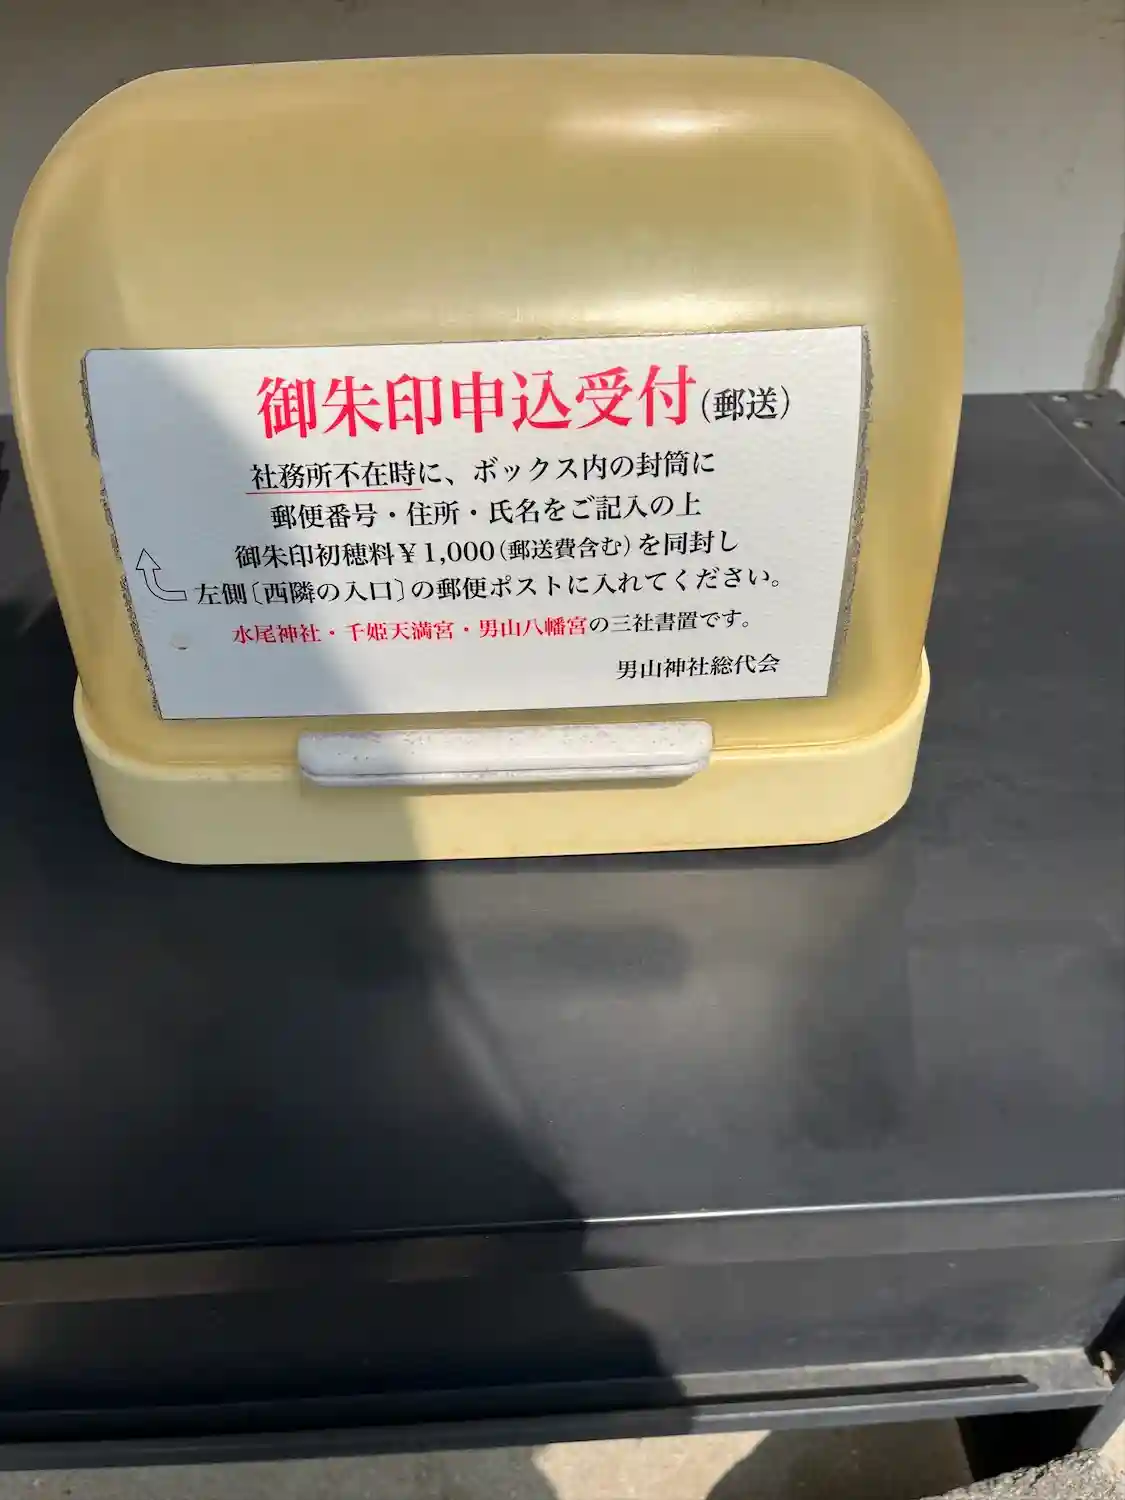 御朱印申込受付(郵送)
社務所不在時に、ボックス内の封筒に
郵便番号・住所・氏名をご記入の上
御朱印初穂料¥1,000(郵送費含む)を同封し
左側〔西隣の入口〕の郵便ポストに入れてください。
水尾神社・千姫天満宮・男山八幡宮の三社書置です。
男山神社総代会